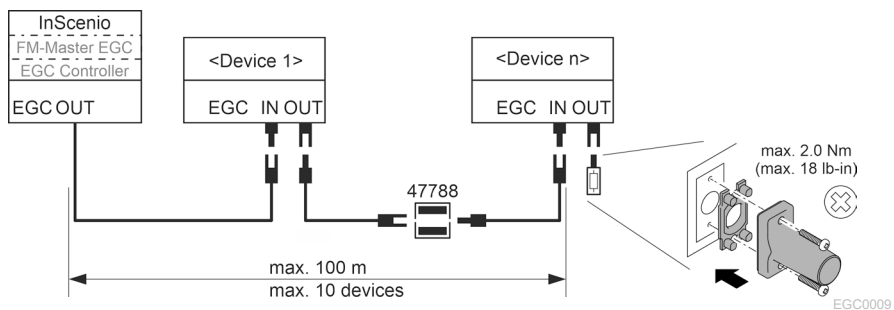 InScenio
FM-Master EGC
EGC Controller
EGC OUT
<Device 1>
EGC IN OUT
<Device n>
EGC IN OUT
47788
max. 2.0 Nm
(max. 18 lb-in)
max. 100 m
max. 10 devices
EGC0009